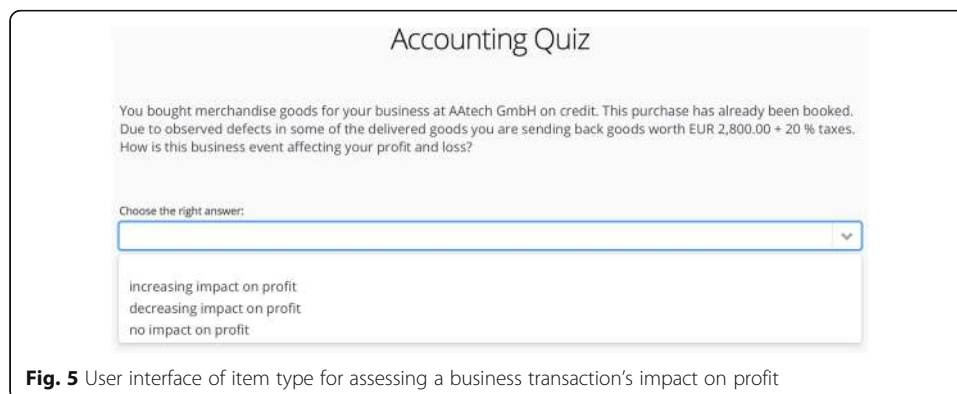 Accounting Quiz
You bought merchandise goods for your business at AAtech GmbH on credit. This purchase has already been booked.
Due to observed defects in some of the delivered goods you are sending back goods worth EUR 2,800.00 + 20 % taxes.
How is this business event affecting your profit and loss?
Choose the right answer:
increasing impact on profit
decreasing impact on profit
no impact on profit
Fig. 5 User interface of item type for assessing a business transaction's impact on profit